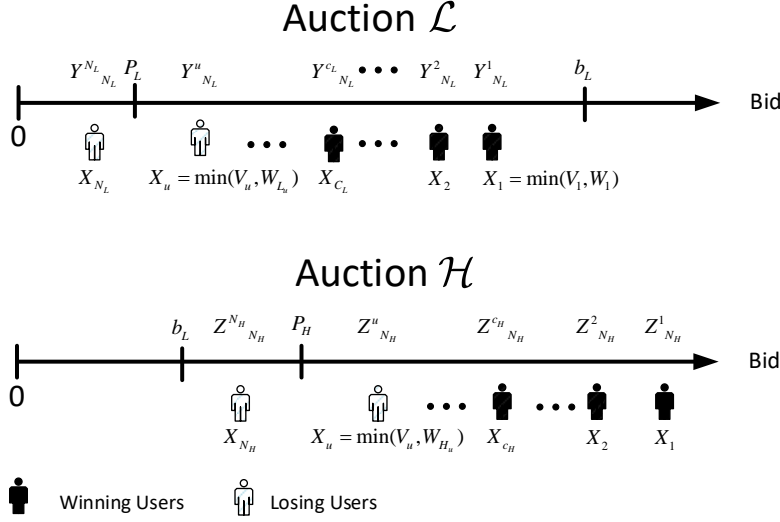 Auction ℒ
Y^{N_L}_{N_L} P_L Y^u_{N_L} Y^{c_L}_{N_L} ••• Y^2_{N_L} Y^1_{N_L} b_L
0 Bid
••• •••
X_{N_L} X_u = min(V_u, W_{L_u}) X_{C_L} X_2 X_1 = min(V_1, W_1)
Auction ℋ
b_L Z^{N_H}_{N_H} P_H Z^u_{N_H} Z^{c_H}_{N_H} Z^2_{N_H} Z^1_{N_H}
0 Bid
••• •••
X_{N_H} X_u = min(V_u, W_{H_u}) X_{c_H} X_2 X_1
Winning Users Losing Users